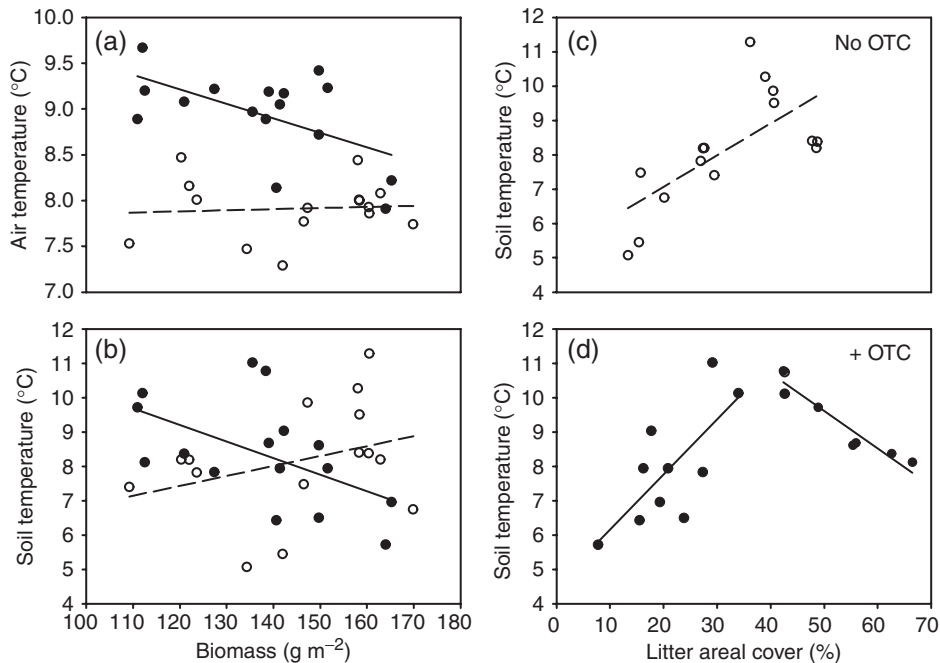 (a)
10.0
9.5
9.0
8.5
8.0
7.5
7.0
Air temperature (°C)
(c)
No OTC
12
11
10
9
8
7
6
5
4
Soil temperature (°C)
(b)
12
11
10
9
8
7
6
5
4
Soil temperature (°C)
100 110 120 130 140 150 160 170 180
Biomass (g m⁻²)
(d)
+ OTC
12
11
10
9
8
7
6
5
4
Soil temperature (°C)
0 10 20 30 40 50 60 70
Litter areal cover (%)